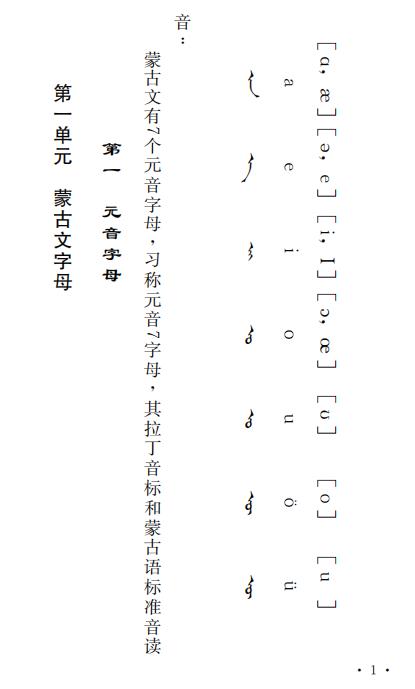 第一单元　蒙古文字母
第一　元音字母
蒙古文有7个元音字母，习称元音7字母，其拉丁音标和蒙古语标准音读
音：
ᠠ ᠡ ᠢ ᠣ ᠤ ᠥ ᠦ
a e i o u ö ü
[ɑ, æ] [ə, e] [i, I] [ɔ, œ] [ʊ] [o] [u]
• 1 •